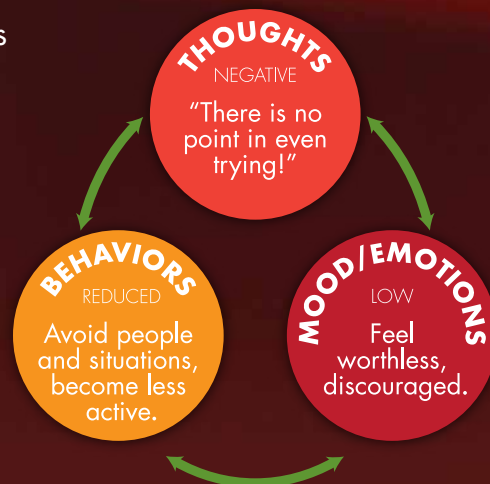 s
THOUGHTS
NEGATIVE
“There is no
point in even
trying!”
BEHAVIORS
REDUCED
Avoid people
and situations,
become less
active.
MOOD/EMOTIONS
LOW
Feel
worthless,
discouraged.